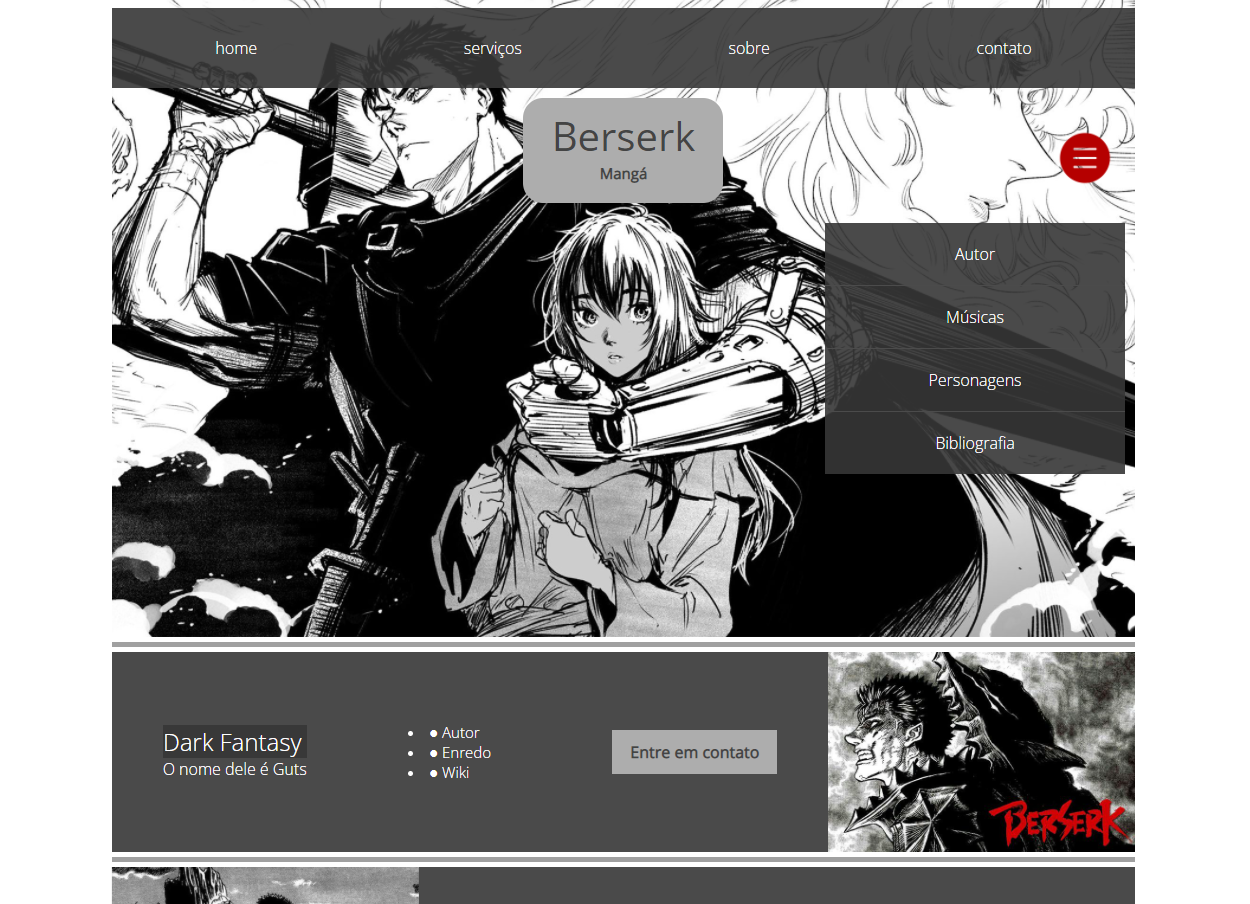 home serviços sobre contato
Berserk
Mangá
Autor
Músicas
Personagens
Bibliografia
Dark Fantasy
O nome dele é Guts
• ● Autor
• ● Enredo
• ● Wiki
Entre em contato
BERSERK